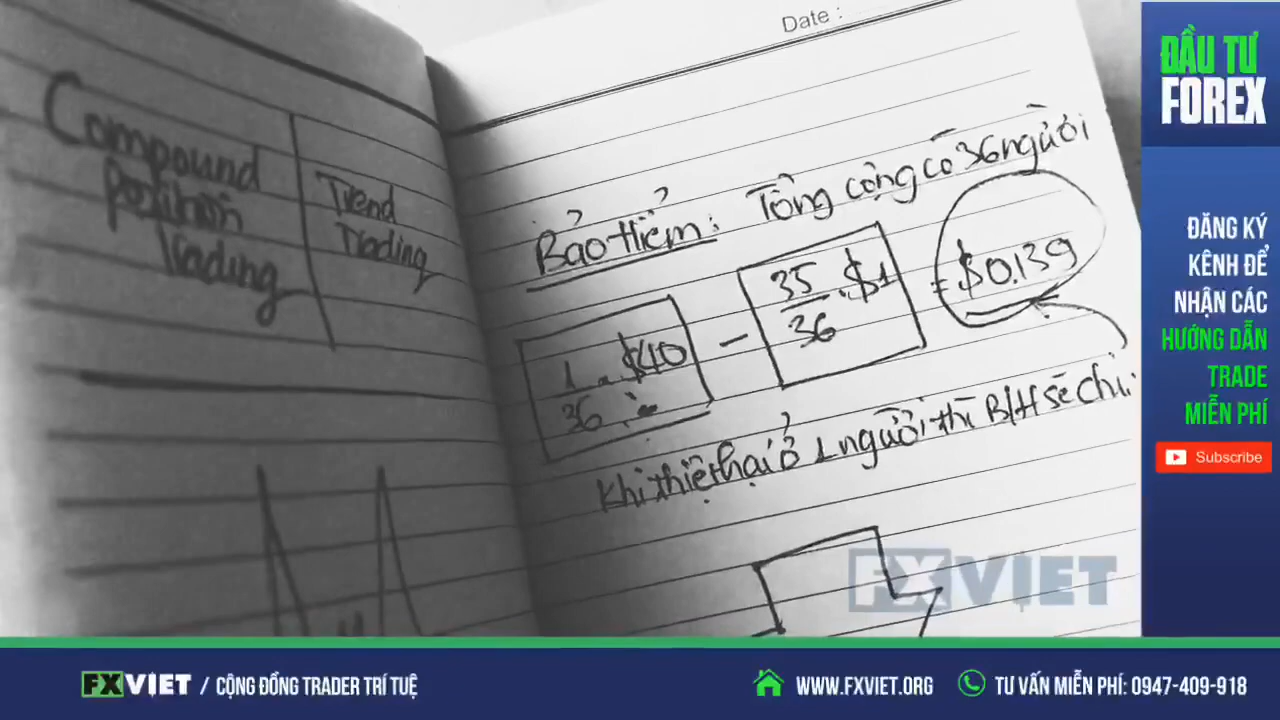 Date :
Compound
Position
trading
Trend
Trading
Bảo Hiểm: Tổng cộng có 36 người
1/36 . $40 - 35/36 . $1 = $0,139
Khi thiệt hại ở 1 người thì B/H sẽ chi
FXVIET
ĐẦU TƯ
FOREX
ĐĂNG KÝ
KÊNH ĐỂ
NHẬN CÁC
HƯỚNG DẪN
TRADE
MIỄN PHÍ
Subscribe
FXVIET / CỘNG ĐỒNG TRADER TRÍ TUỆ
WWW.FXVIET.ORG
TƯ VẤN MIỄN PHÍ: 0947-409-918